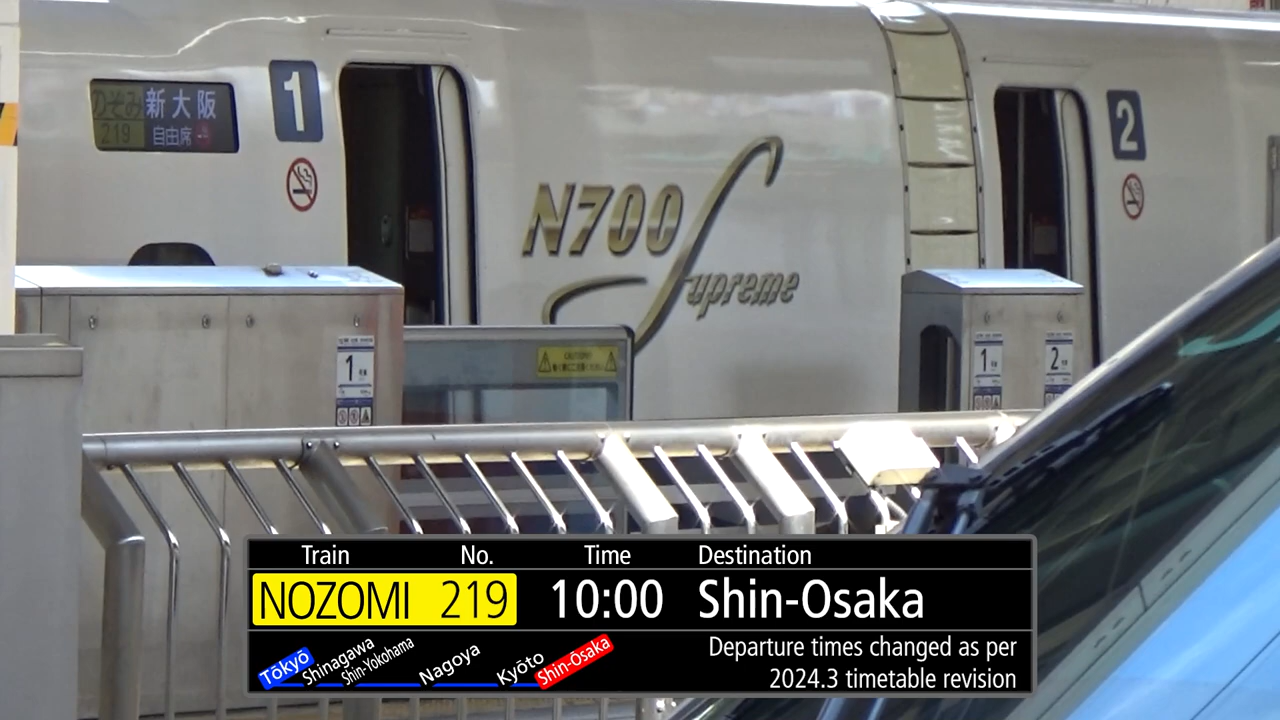 のぞみ 新大阪
219 自由席
1
2
N700
Supreme
CAUTION!
1
1
2
Train No. Time Destination
NOZOMI 219 10:00 Shin-Osaka
Tōkyō Shinagawa Shin-Yokohama Nagoya Kyōto Shin-Ōsaka
Departure times changed as per
2024.3 timetable revision